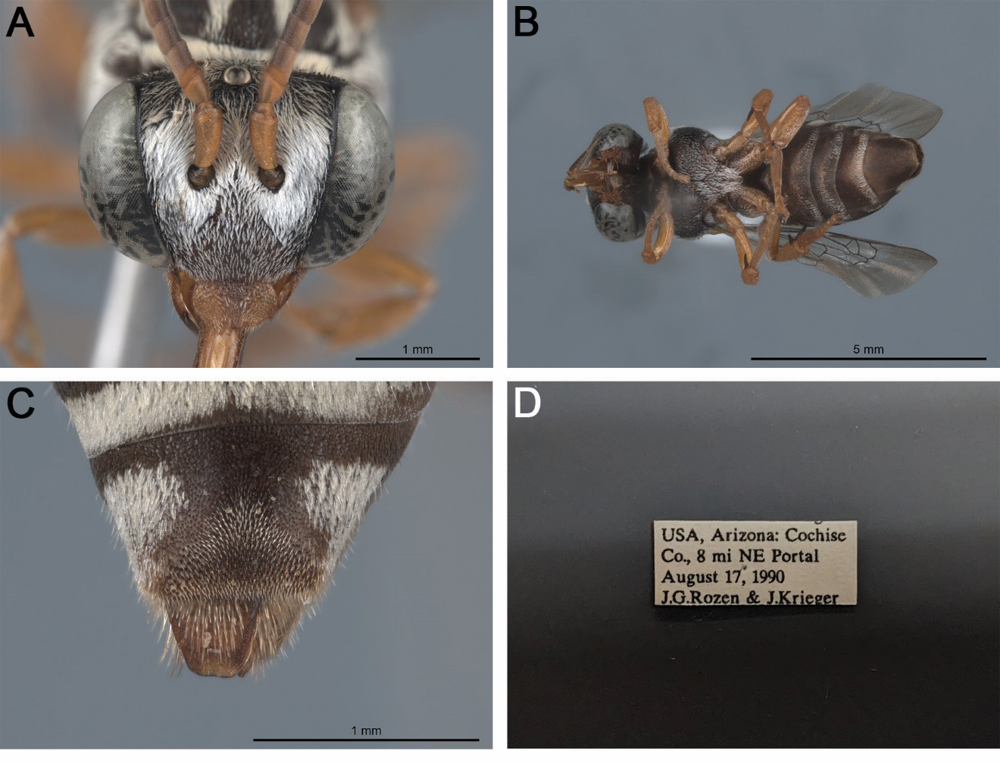 A
1 mm
B
5 mm
C
1 mm
D
USA, Arizona: Cochise
Co., 8 mi NE Portal
August 17, 1990
J.G.Rozen & J.Krieger